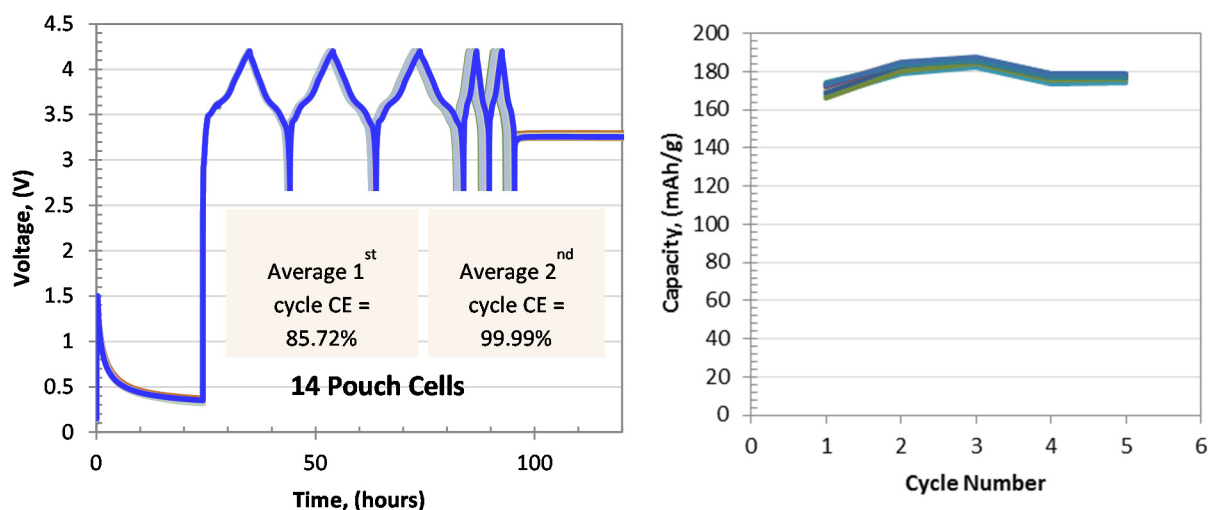 4.5
4
3.5
3
2.5
2
1.5
1
0.5
0
Voltage, (V)
0
50
100
Time, (hours)
Average 1st
cycle CE =
85.72%
Average 2nd
cycle CE =
99.99%
14 Pouch Cells
200
180
160
140
120
100
80
60
40
20
0
Capacity, (mAh/g)
0 1 2 3 4 5 6
Cycle Number